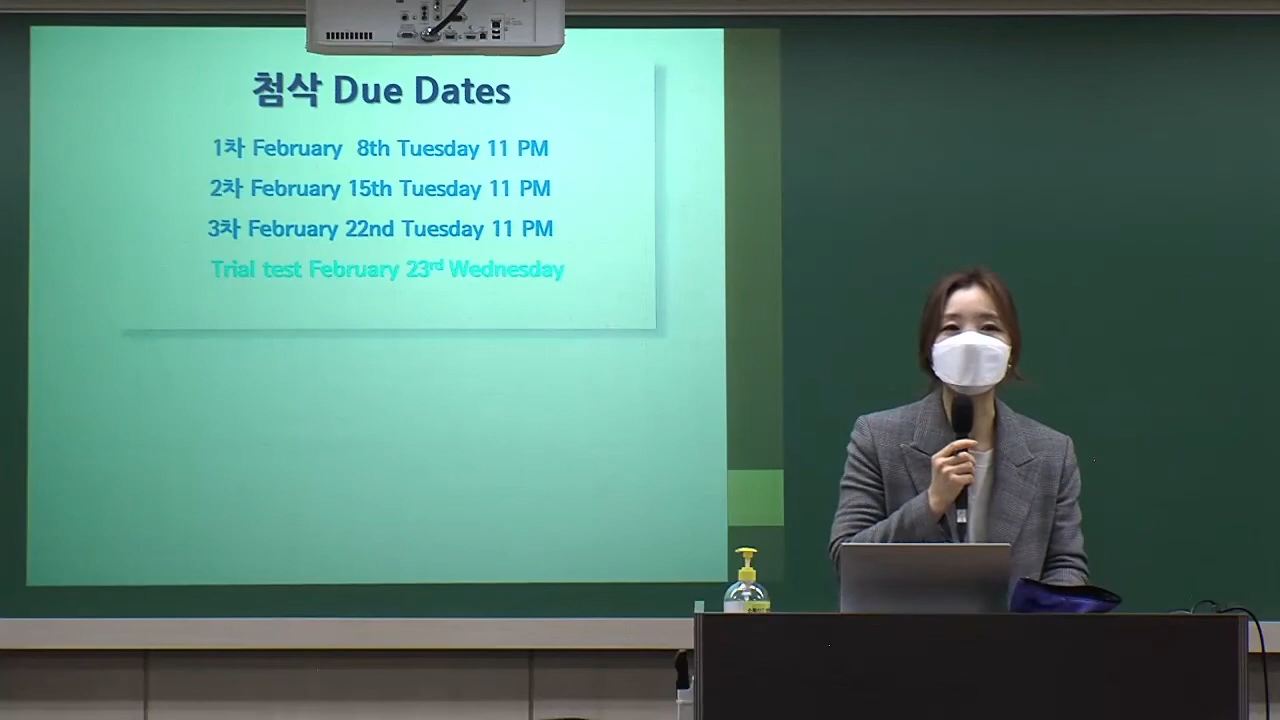 첨삭 Due Dates
1차 February 8th Tuesday 11 PM
2차 February 15th Tuesday 11 PM
3차 February 22nd Tuesday 11 PM
Trial test February 23rd Wednesday